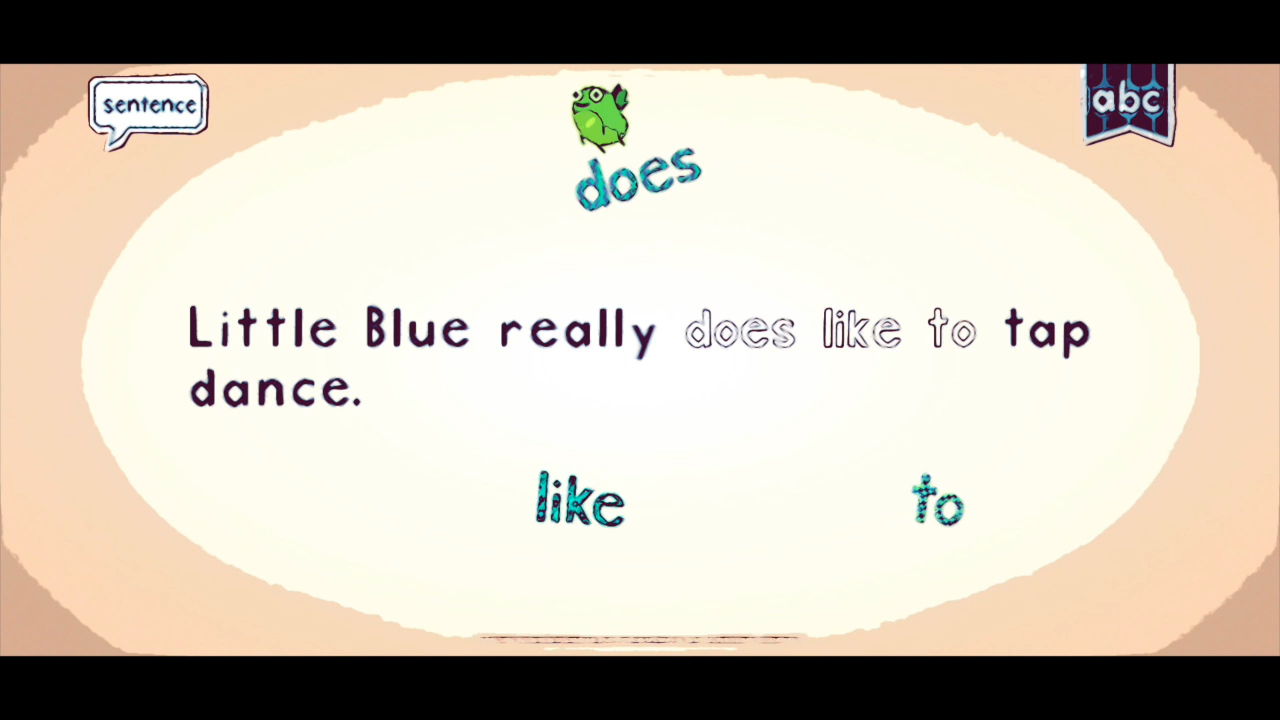 sentence
abc
does
Little Blue really does like to tap
dance.
like
to